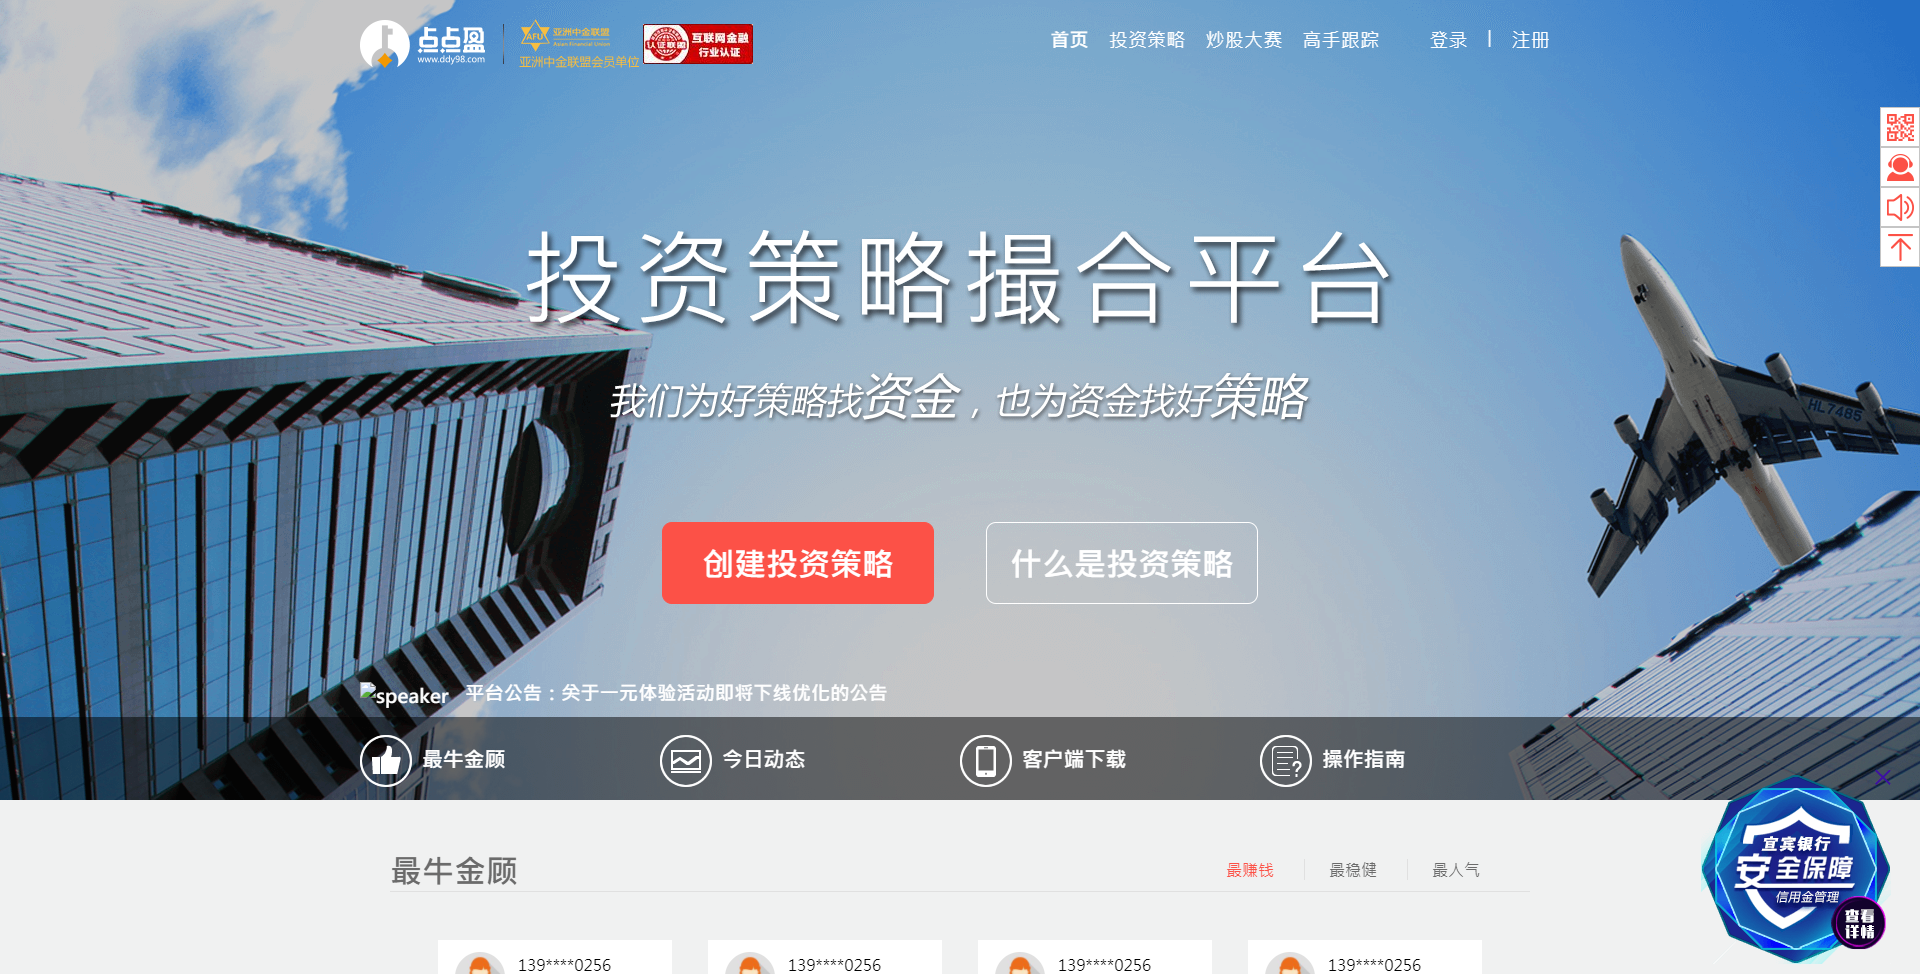 点点盈
www.ddy98.com
AFU 亚洲中金联盟
Asian Financial Union
亚洲中金联盟会员单位
认证联盟
互联网金融
行业认证
首页 投资策略 炒股大赛 高手跟踪 登录 | 注册
投资策略撮合平台
我们为好策略找资金，也为资金找好策略
HL7465
创建投资策略 什么是投资策略
speaker 平台公告：关于一元体验活动即将下线优化的公告
最牛金顾 今日动态 客户端下载 操作指南
宜宾银行
安全保障
信用金管理
查看
详情
最牛金顾 最赚钱 最稳健 最人气
139****0256 139****0256 139****0256 139****0256